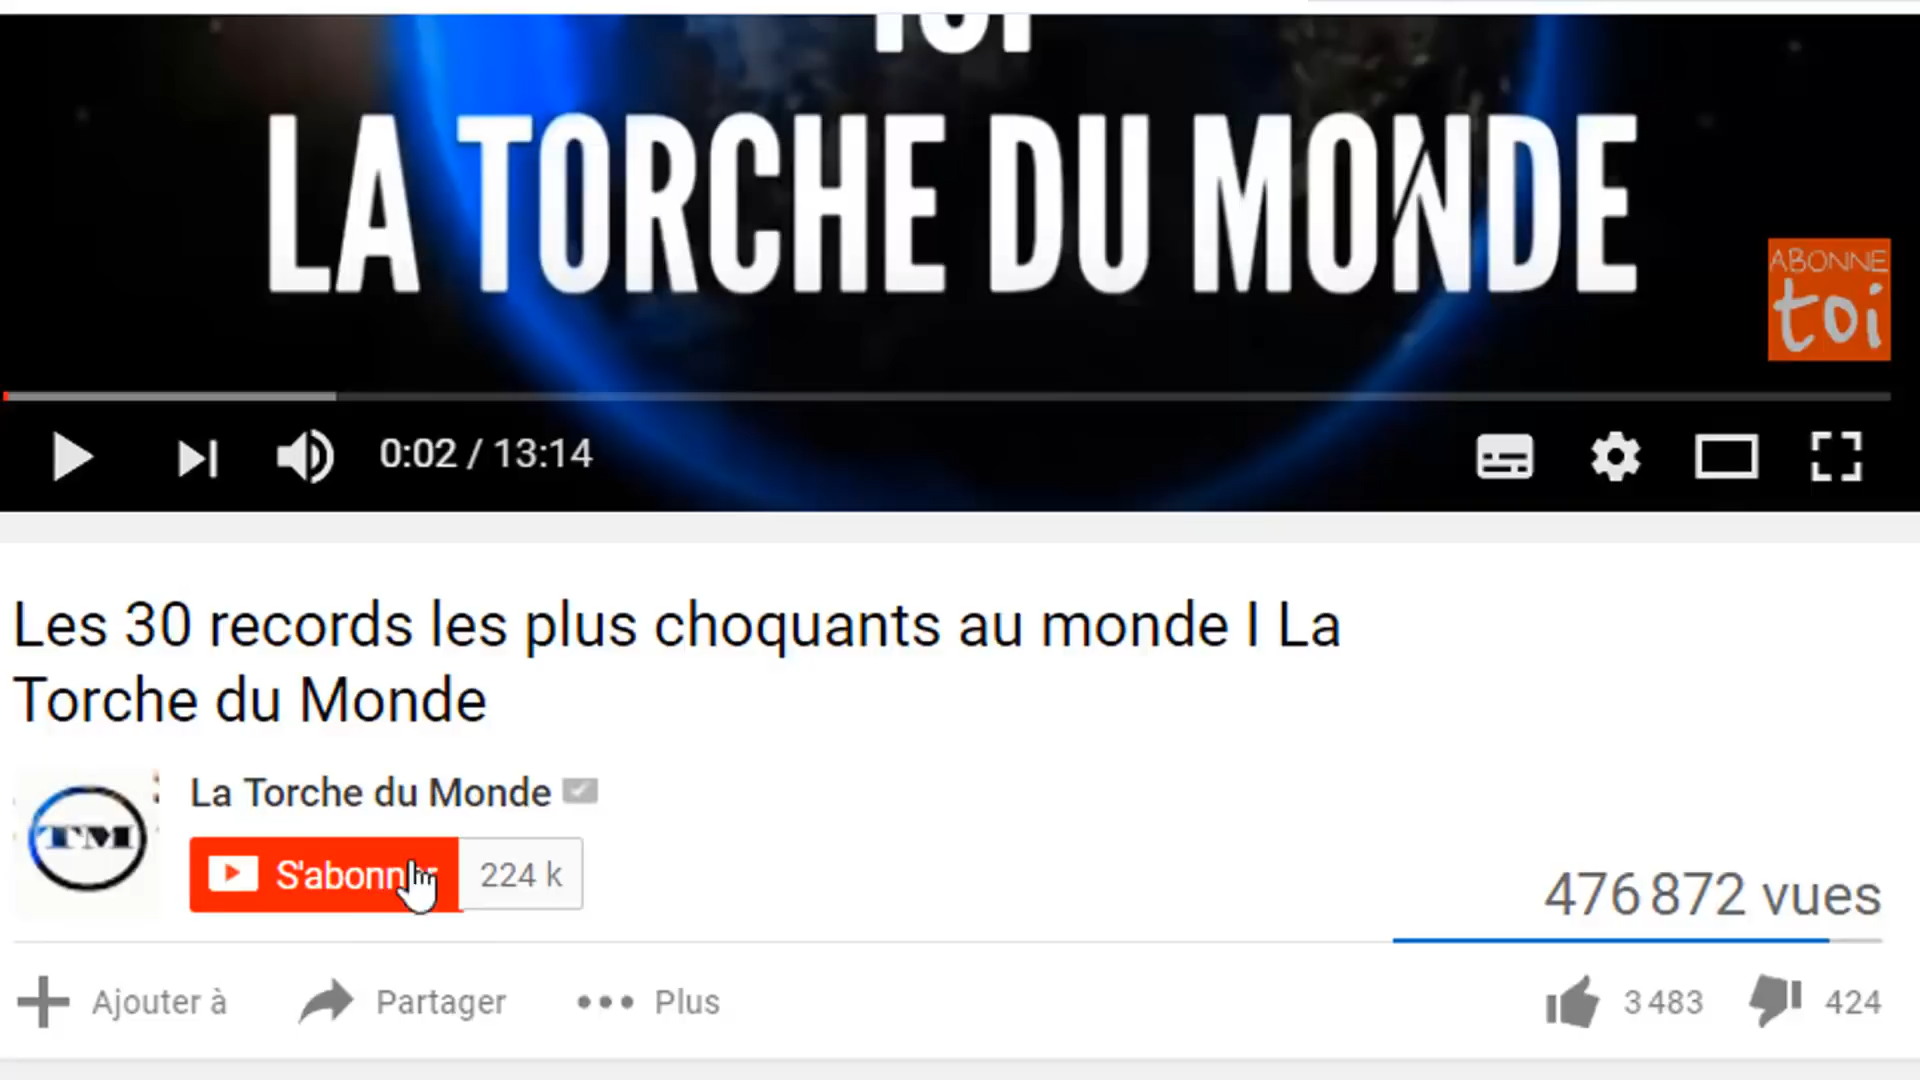 LA TORCHE DU MONDE
ABONNE
toi
0:02 / 13:14
Les 30 records les plus choquants au monde I La
Torche du Monde
TM
La Torche du Monde
224 k
476 872 vues
Ajouter à
Partager
Plus
3 483
424